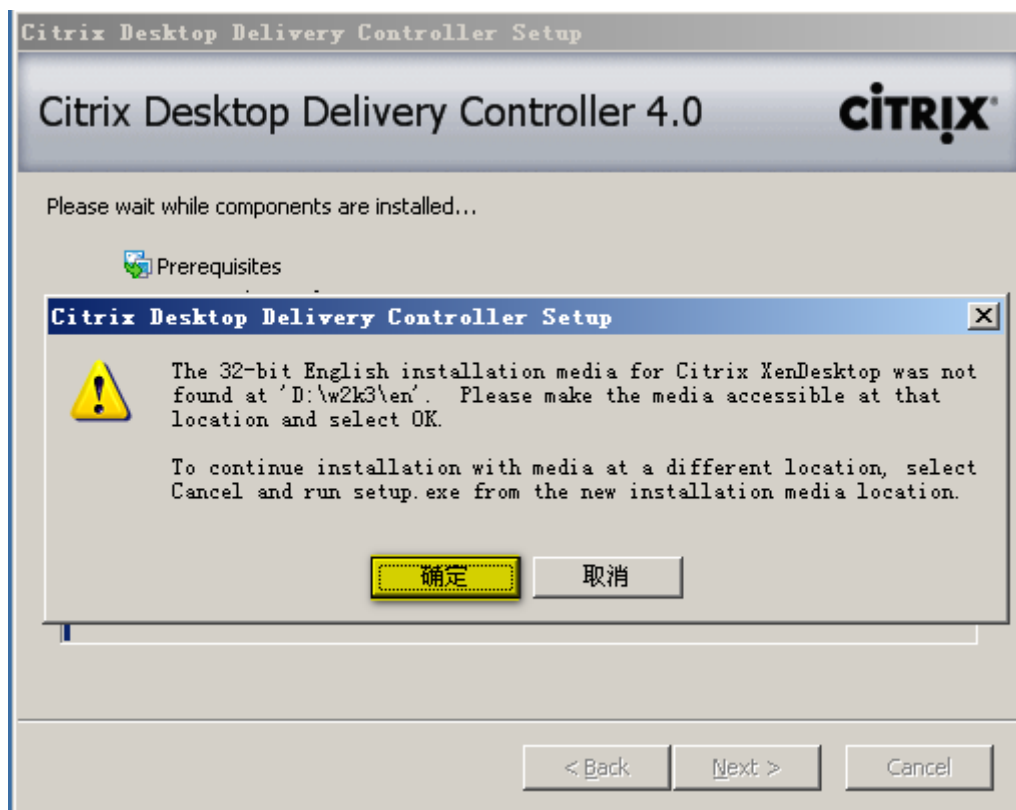 Citrix Desktop Delivery Controller Setup
Citrix Desktop Delivery Controller 4.0
CİTRIX
Please wait while components are installed...
Prerequisites
Citrix Desktop Delivery Controller Setup
The 32-bit English installation media for Citrix XenDesktop was not
found at 'D:\w2k3\en'. Please make the media accessible at that
location and select OK.
To continue installation with media at a different location, select
Cancel and run setup.exe from the new installation media location.
确定
取消
< Back
Next >
Cancel